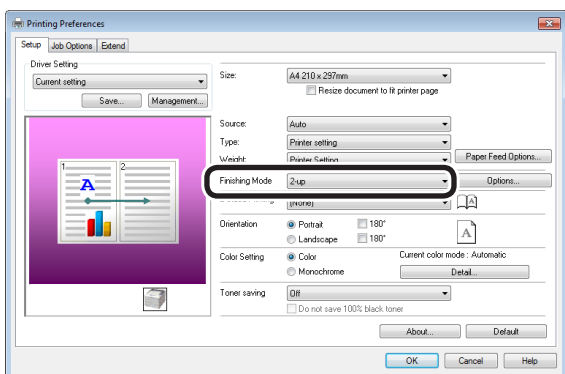 Printing Preferences
Setup Job Options Extend
Driver Setting
Current setting
Save... Management...
Size: A4 210 x 297mm
Resize document to fit printer page
Source: Auto
Type: Printer setting
Weight: Printer Setting Paper Feed Options...
Finishing Mode 2-up Options...
(None)
Orientation Portrait 180°
Landscape 180°
A
Color Setting Color Current color mode : Automatic
Monochrome Detail...
Toner saving Off
Do not save 100% black toner
1 2
A
About... Default
OK Cancel Help